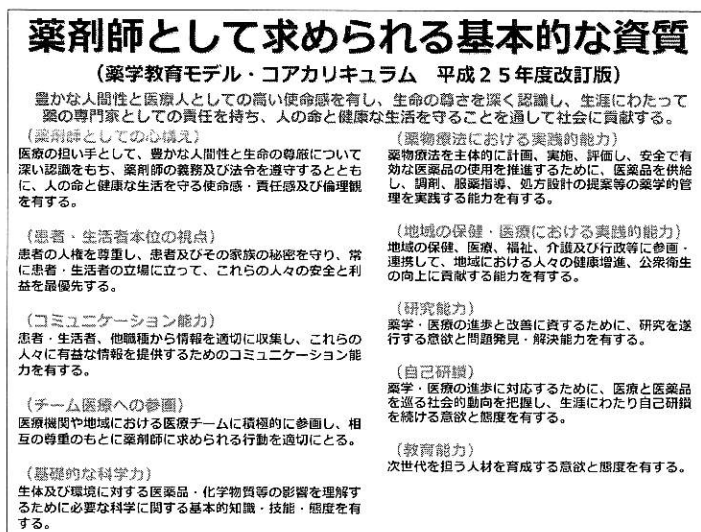 薬剤師として求められる基本的な資質
（薬学教育モデル・コアカリキュラム　平成２５年度改訂版）
豊かな人間性と医療人としての高い使命感を有し、生命の尊さを深く認識し、生涯にわたって
薬の専門家としての責任を持ち、人の命と健康な生活を守ることを通して社会に貢献する。
（薬剤師としての心構え）
医療の担い手として、豊かな人間性と生命の尊厳について
深い認識をもち、薬剤師の義務及び法令を遵守するととも
に、人の命と健康な生活を守る使命感・責任感及び倫理観
を有する。
（患者・生活者本位の視点）
患者の人権を尊重し、患者及びその家族の秘密を守り、常
に患者・生活者の立場に立って、これらの人々の安全と利
益を最優先する。
（コミュニケーション能力）
患者・生活者、他職種から情報を適切に収集し、これらの
人々に有益な情報を提供するためのコミュニケーション能
力を有する。
（チーム医療への参画）
医療機関や地域における医療チームに積極的に参画し、相
互の尊重のもとに薬剤師に求められる行動を適切にとる。
（基礎的な科学力）
生体及び環境に対する医薬品・化学物質等の影響を理解す
るために必要な科学に関する基本的知識・技能・態度を有
する。
（薬物療法における実践的能力）
薬物療法を主体的に計画、実施、評価し、安全で有
効な医薬品の使用を推進するために、医薬品を供給
し、調剤、服薬指導、処方設計の提案等の薬学的管
理を実践する能力を有する。
（地域の保健・医療における実践的能力）
地域の保健、医療、福祉、介護及び行政等に参画・
連携して、地域における人々の健康増進、公衆衛生
の向上に貢献する能力を有する。
（研究能力）
薬学・医療の進歩と改善に資するために、研究を遂
行する意欲と問題発見・解決能力を有する。
（自己研鑽）
薬学・医療の進歩に対応するために、医療と医薬品
を巡る社会的動向を把握し、生涯にわたり自己研鑽
を続ける意欲と態度を有する。
（教育能力）
次世代を担う人材を育成する意欲と態度を有する。